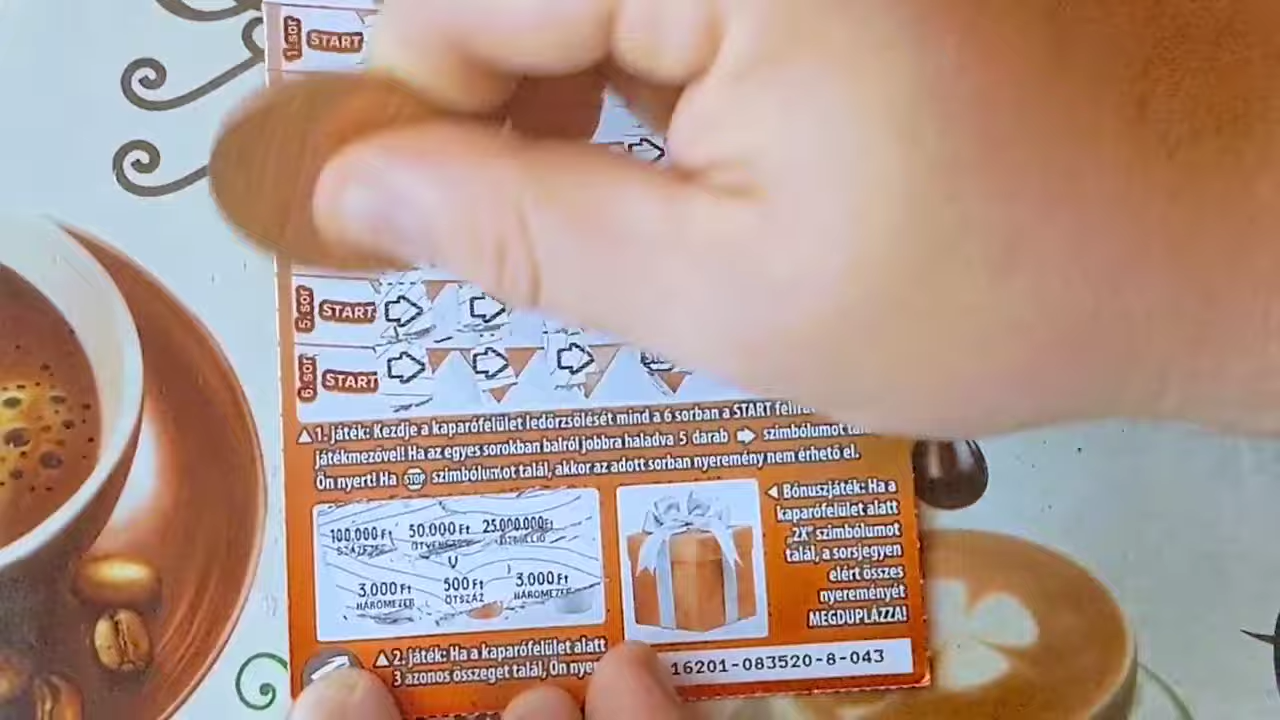 1. sor START
5. sor START
6. sor START
1. játék: Kezdje a kaparófelület ledörzsölését mind a 6 sorban a START
játékmezővel! Ha az egyes sorokban balról jobbra haladva 5 darab szimbólumot
Ön nyert! Ha STOP szimbólumot talál, akkor az adott sorban nyeremény nem érhető el.
100.000 Ft 50.000 Ft 25.000.000 Ft
3.000 Ft 500 Ft 3.000 Ft
HÁROMEZER ÖTSZÁZ HÁROMEZER
Bónuszjáték: Ha a
kaparófelület alatt
„2X” szimbólumot
talál, a sorsjegyen
elért összes
nyereményét
MEGDUPLÁZZA!
2. játék: Ha a kaparófelület alatt
3 azonos összeget talál, Ön
16201-083520-8-043